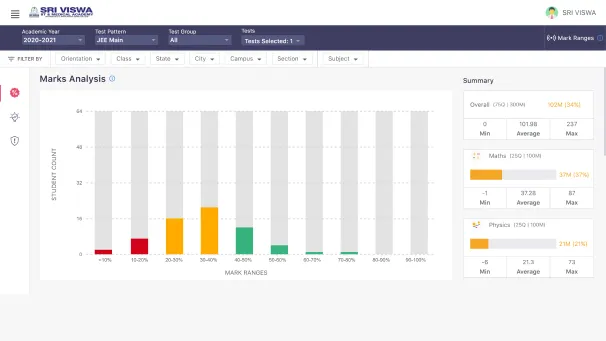 SRI VISWA
IIT & MEDICAL ACADEMY
SRI VISWA
Academic Year
2020-2021
Test Pattern
JEE Main
Test Group
All
Tests
Tests Selected: 1
Mark Ranges
FILTER BY
Orientation
Class
State
City
Campus
Section
Subject
Marks Analysis
Summary
Overall (75Q | 300M) 102M (34%)
0 101.98 237
Min Average Max
Maths (25Q | 100M)
37M (37%)
-1 37.28 87
Min Average Max
Physics (25Q | 100M)
21M (21%)
-6 21.3 73
Min Average Max
STUDENT COUNT
64
48
32
16
0
<10% 10-20% 20-30% 30-40% 40-50% 50-60% 60-70% 70-80% 80-90% 90-100%
MARK RANGES